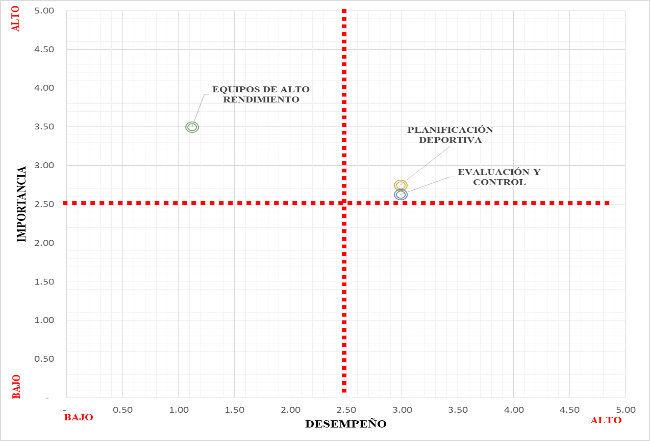 ALTO
5.00
4.50
4.00
EQUIPOS DE ALTO
RENDIMIENTO
3.50
PLANIFICACIÓN
DEPORTIVA
3.00
EVALUACIÓN Y
CONTROL
IMPORTANCIA
2.50
2.00
1.50
1.00
0.50
BAJO
-
- 0.50 1.00 1.50 2.00 2.50 3.00 3.50 4.00 4.50 5.00
BAJO
DESEMPEÑO
ALTO